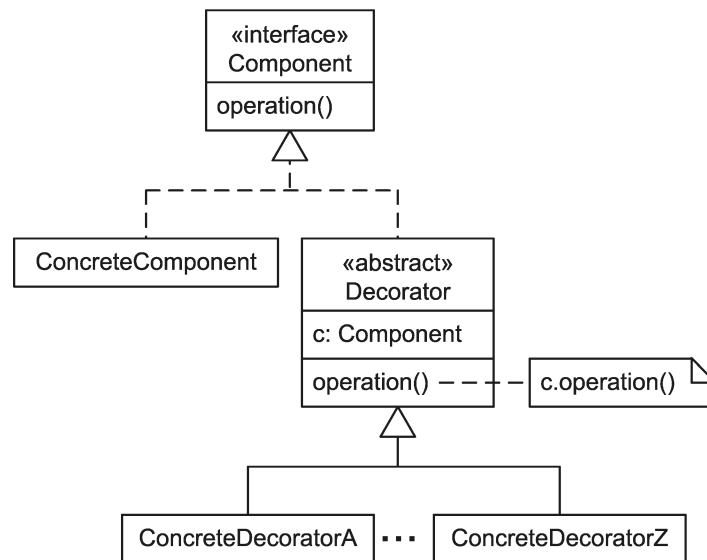 «interface»
Component
operation()
ConcreteComponent
«abstract»
Decorator
c: Component
operation()
c.operation()
ConcreteDecoratorA
...
ConcreteDecoratorZ